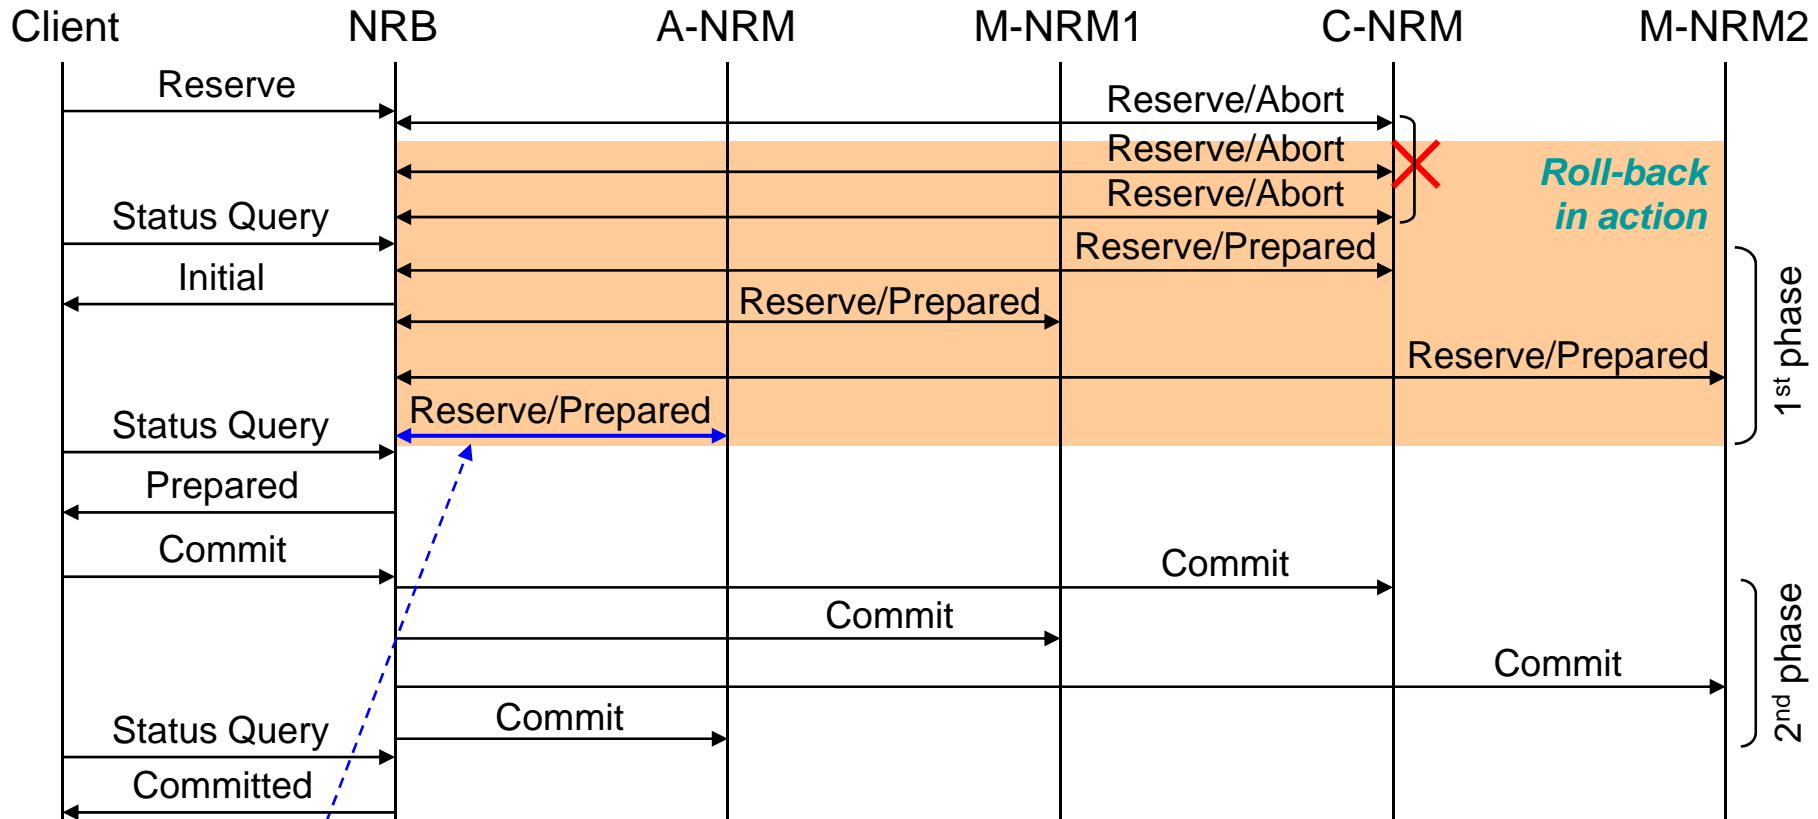 Client NRB A-NRM M-NRM1 C-NRM M-NRM2
Reserve
Reserve/Abort
Reserve/Abort
Roll-back
in action
Reserve/Abort
Status Query
Reserve/Prepared
Initial
Reserve/Prepared
1st phase
Reserve/Prepared
Reserve/Prepared
Status Query
Prepared
Commit
Commit
Commit
2nd phase
Commit
Commit
Status Query
Committed